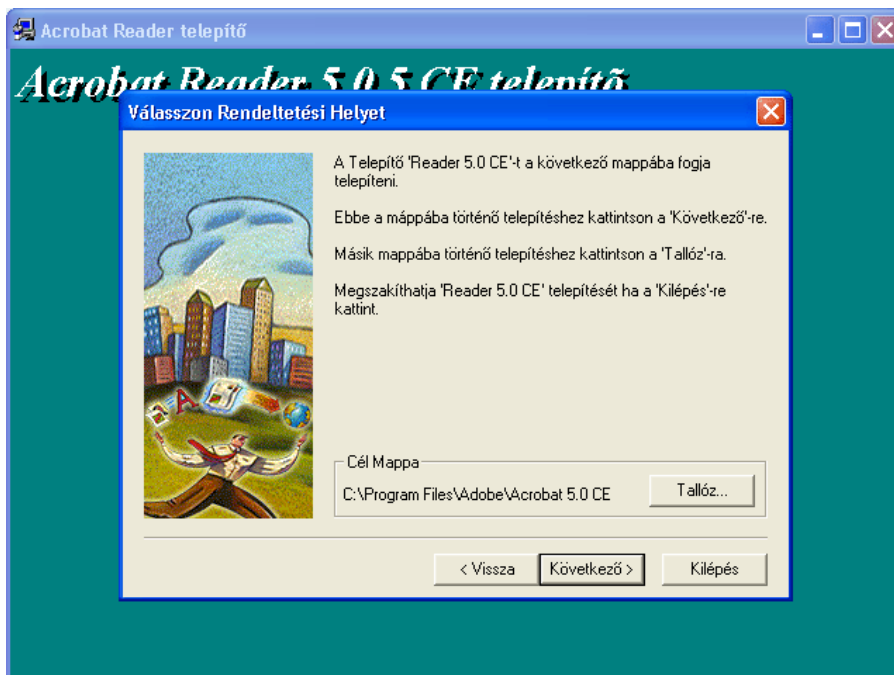 Acrobat Reader telepítő
Acrobat Reader 5.0.5 CE telepítõ
Válasszon Rendeltetési Helyet
A Telepítő 'Reader 5.0 CE'-t a következő mappába fogja
telepíteni.
Ebbe a máppába történő telepítéshez kattintson a 'Következő'-re.
Másik mappába történő telepítéshez kattintson a 'Tallóz'-ra.
Megszakíthatja 'Reader 5.0 CE' telepítését ha a 'Kilépés'-re
kattint.
Cél Mappa
C:\Program Files\Adobe\Acrobat 5.0 CE
Tallóz...
< Vissza
Következő >
Kilépés